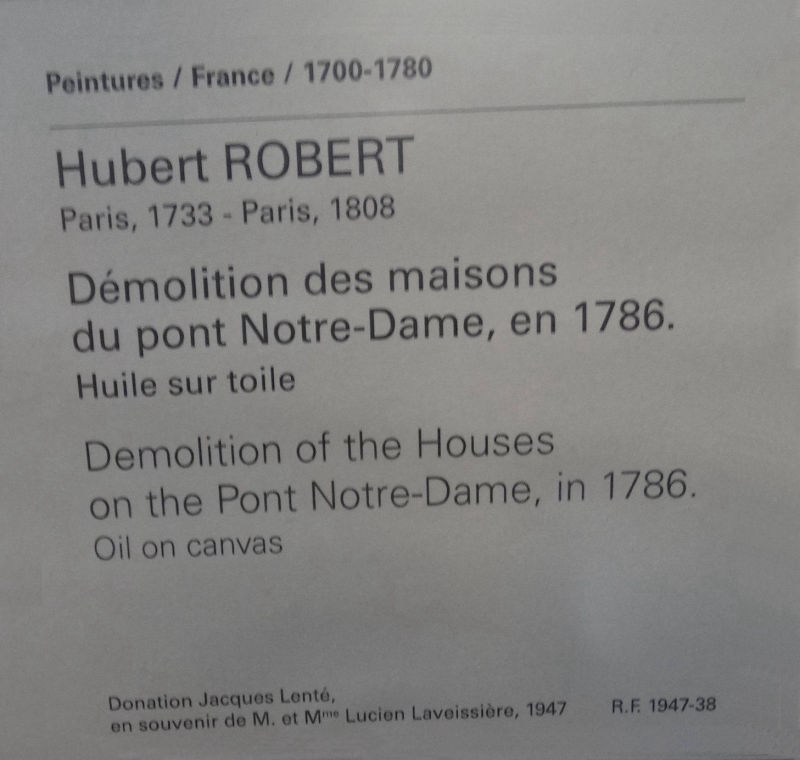 Peintures / France / 1700-1780
Hubert ROBERT
Paris, 1733 - Paris, 1808
Démolition des maisons
du pont Notre-Dame, en 1786.
Huile sur toile
Demolition of the Houses
on the Pont Notre-Dame, in 1786.
Oil on canvas
Donation Jacques Lenté,
en souvenir de M. et Mme Lucien Laveissière, 1947 R.F. 1947-38